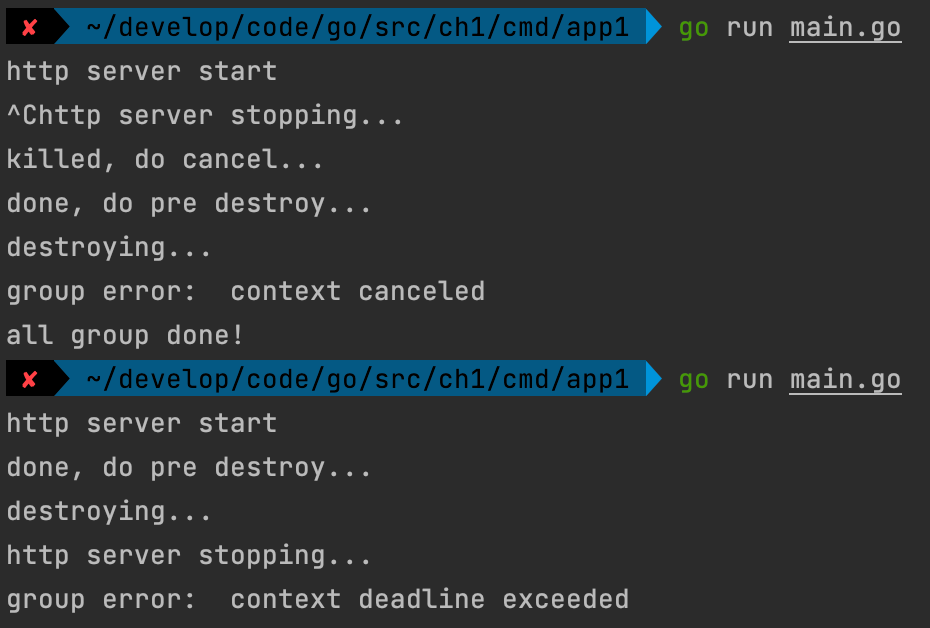 ✘ ~/develop/code/go/src/ch1/cmd/app1 go run main.go
http server start
^Chttp server stopping...
killed, do cancel...
done, do pre destroy...
destroying...
group error:  context canceled
all group done!
✘ ~/develop/code/go/src/ch1/cmd/app1 go run main.go
http server start
done, do pre destroy...
destroying...
http server stopping...
group error:  context deadline exceeded